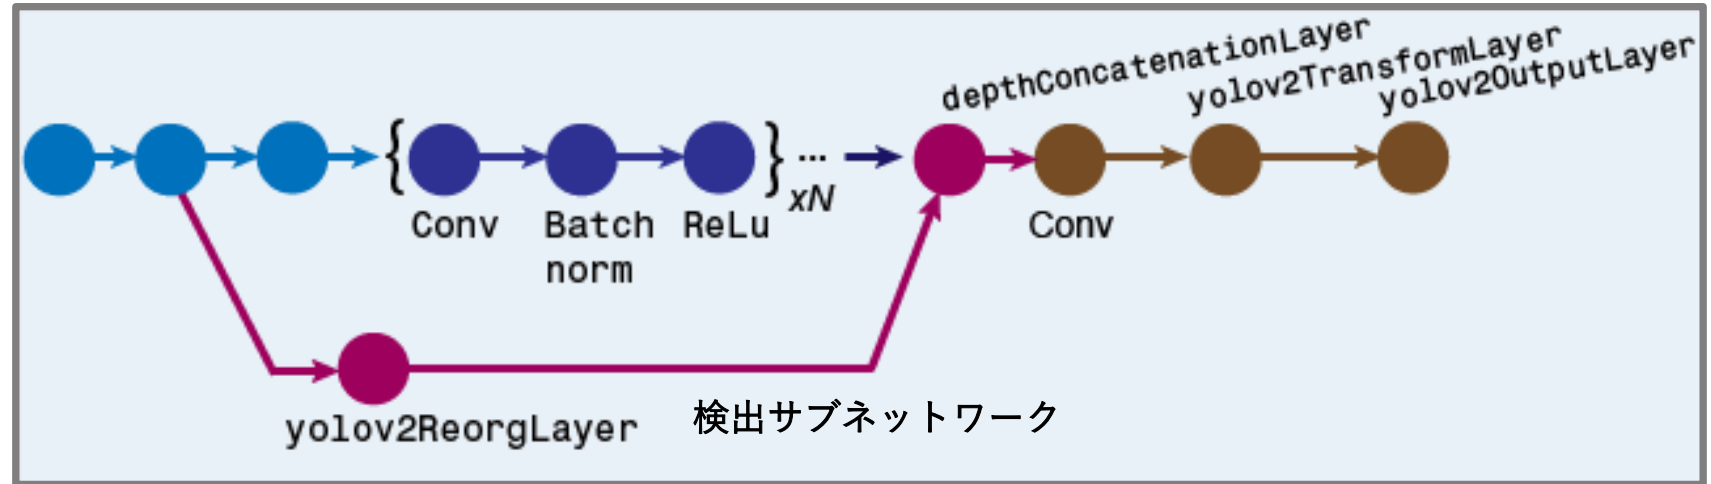 depthConcatenationLayer
yolov2TransformLayer
yolov2OutputLayer
{ } ...
xN
Conv
Batch
norm
ReLu
Conv
yolov2ReorgLayer
検出サブネットワーク